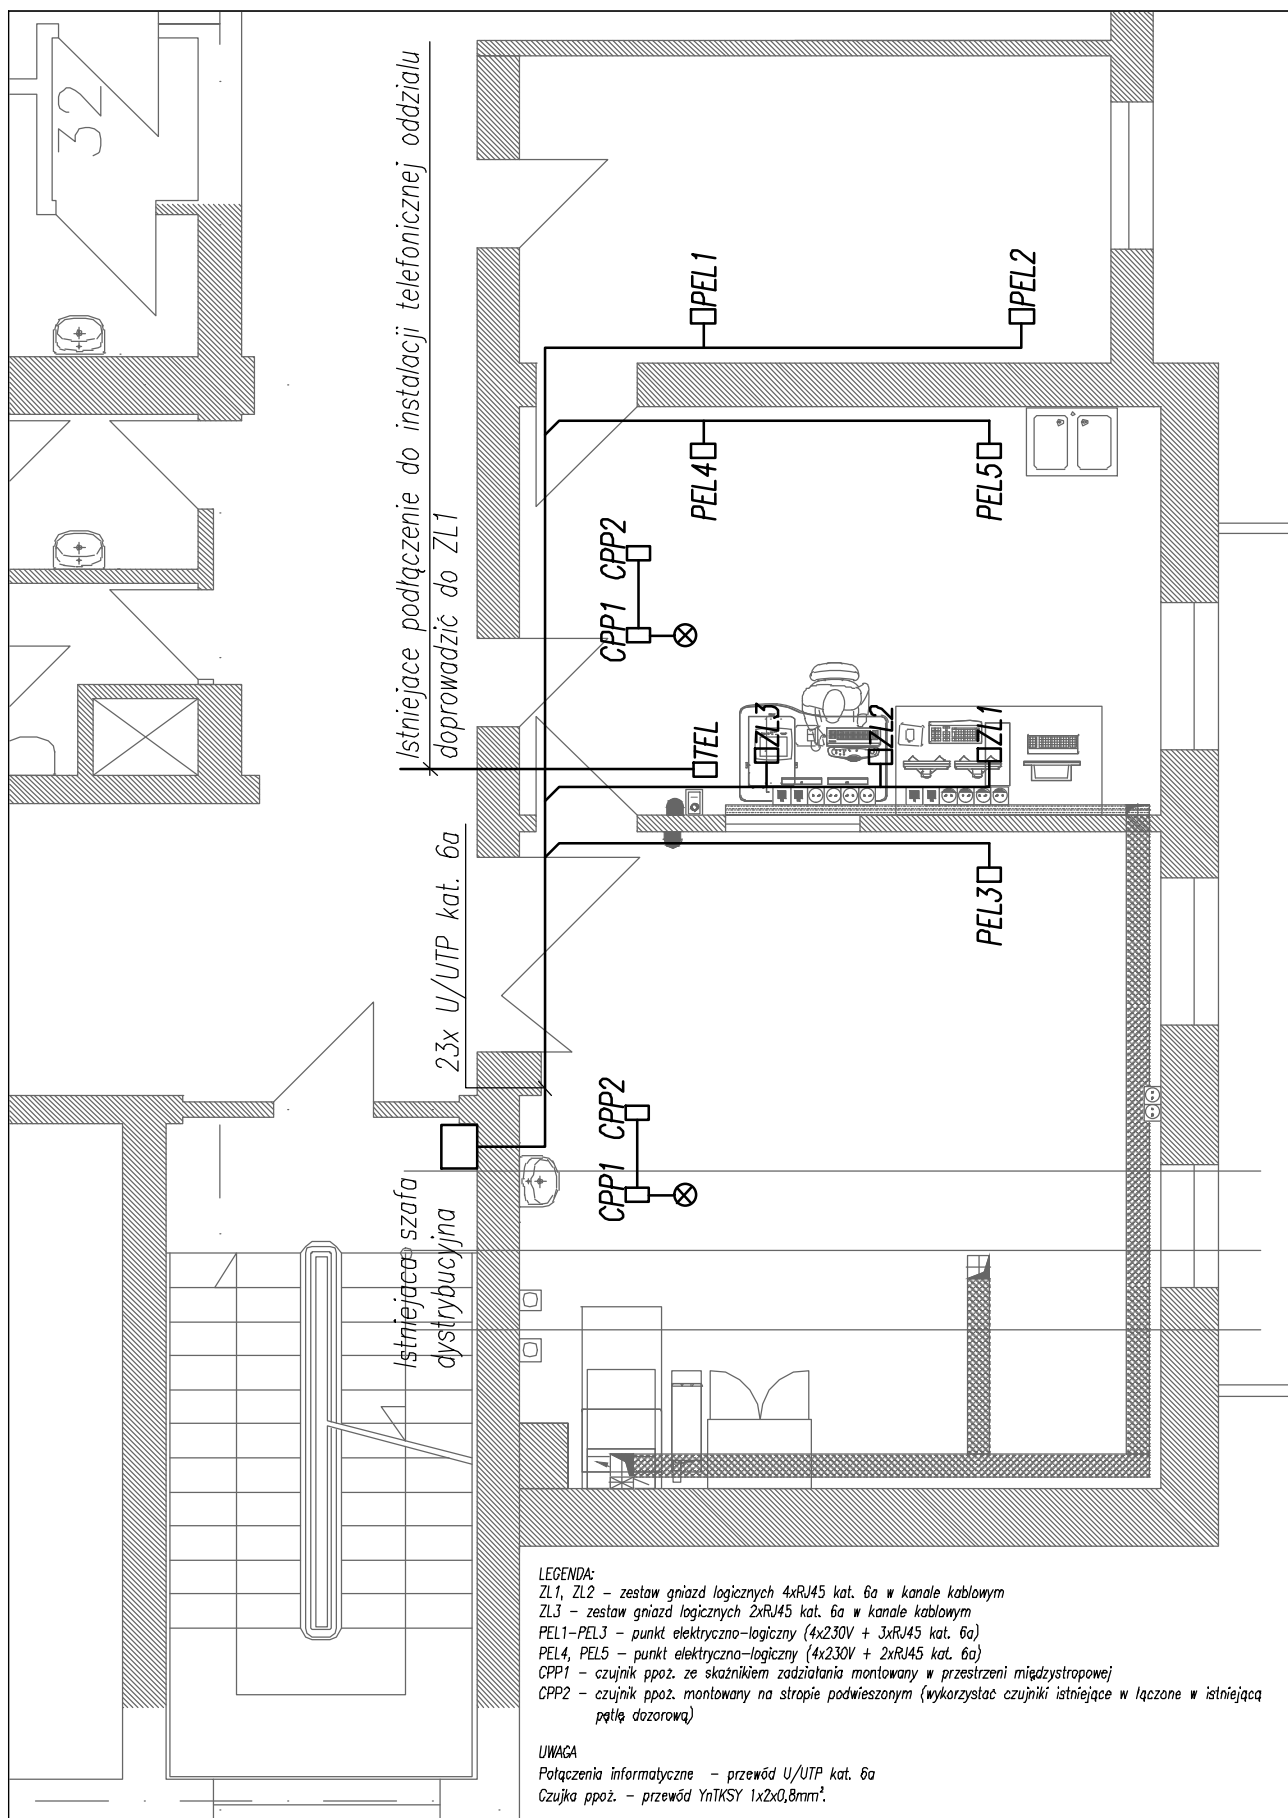 32
Istniejace podłączenie do instalacji telefonicznej oddzialu
doprowadzić do ZL1
PEL1
PEL2
PEL4
PEL5
CPP1 CPP2
TEL
ZL3
ZL2
ZL1
23x U/UTP kat. 6a
PEL3
CPP1 CPP2
Istniejaca szafa
dystrybucyjna
LEGENDA:
ZL1, ZL2 – zestaw gniazd logicznych 4xRJ45 kat. 6a w kanale kablowym
ZL3 – zestaw gniazd logicznych 2xRJ45 kat. 6a w kanale kablowym
PEL1-PEL3 – punkt elektryczno-logiczny (4x230V + 3xRJ45 kat. 6a)
PEL4, PEL5 – punkt elektryczno-logiczny (4x230V + 2xRJ45 kat. 6a)
CPP1 – czujnik ppoż. ze skaźnikiem zadziałania montowany w przestrzeni międzystropowej
CPP2 – czujnik ppoż. montowany na stropie podwieszonym (wykorzystać czujniki istniejące w łączone w istniejącą
pętlę dozorową)
UWAGA
Połączenia informatyczne – przewód U/UTP kat. 6a
Czujka ppoż. – przewód YnTKSY 1x2x0,8mm².